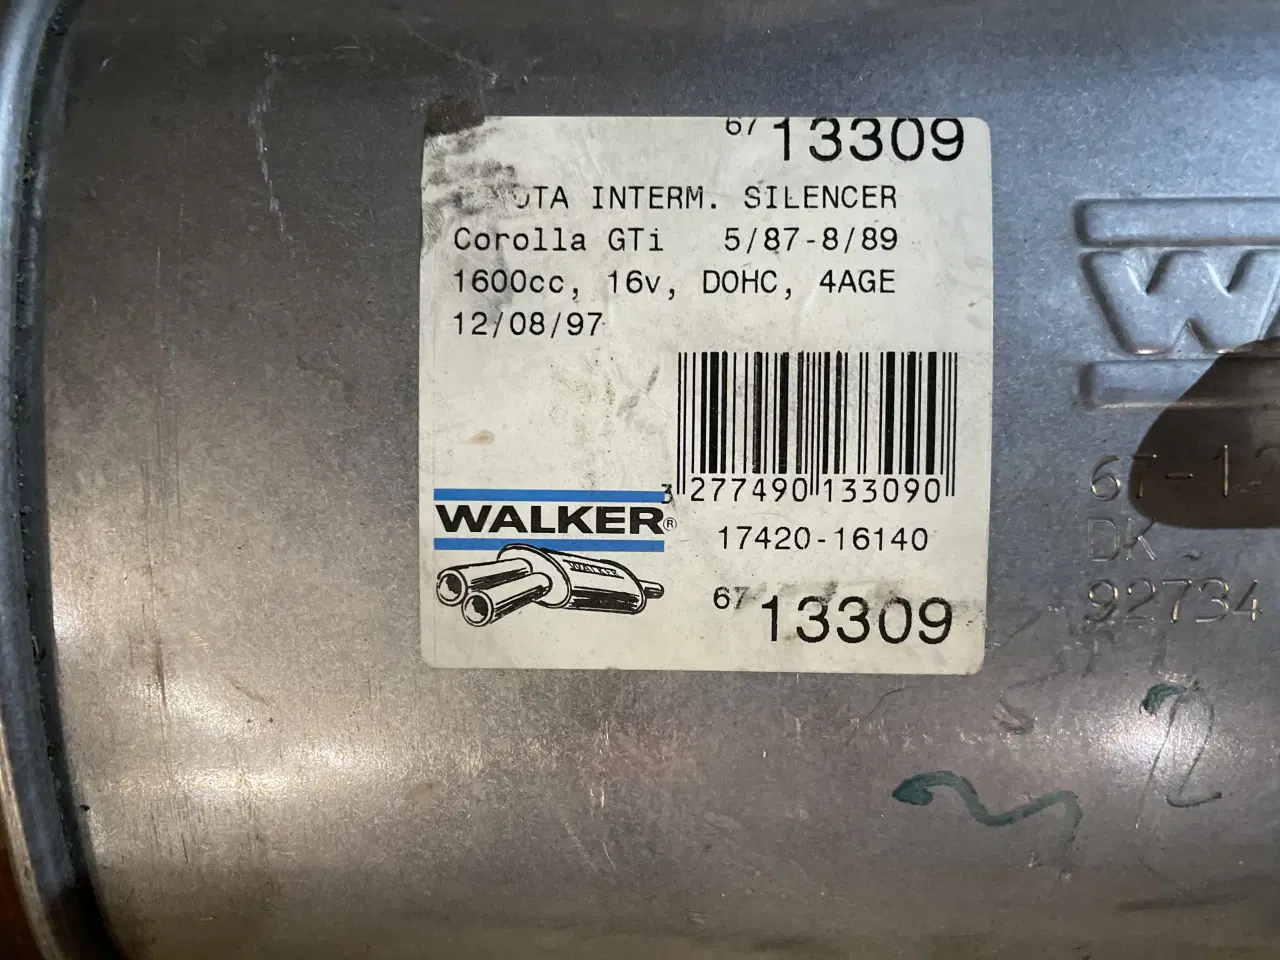 67 13309
INTERM. SILENCER
Corolla GTi 5/87-8/89
1600cc, 16v, DOHC, 4AGE
12/08/97
3 277490 133090
WALKER®
17420-16140
WALKER
67 13309
DK
92734